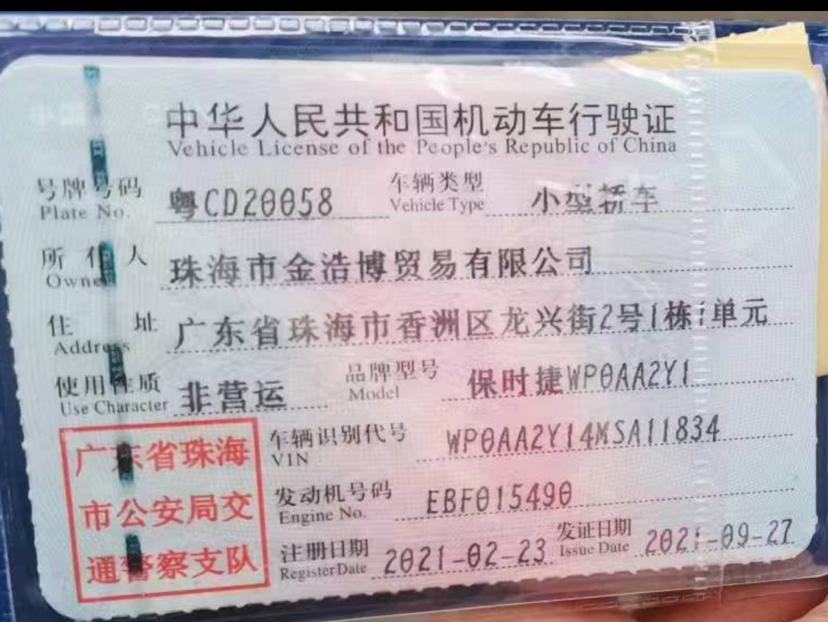 中华人民共和国机动车行驶证
Vehicle License of the People's Republic of China
号牌号码 Plate No. 粤CD20058 车辆类型 Vehicle Type 小型轿车
所有人 Owner 珠海市金浩博贸易有限公司
住址 Address 广东省珠海市香洲区龙兴街2号1栋1单元
使用性质 Use Character 非营运 品牌型号 Model 保时捷WP0AA2Y1
车辆识别代号 VIN WP0AA2Y14MSA11834
发动机号码 Engine No. EBF015490
注册日期 Register Date 2021-02-23 发证日期 Issue Date 2021-09-27
广东省珠海
市公安局交
通警察支队